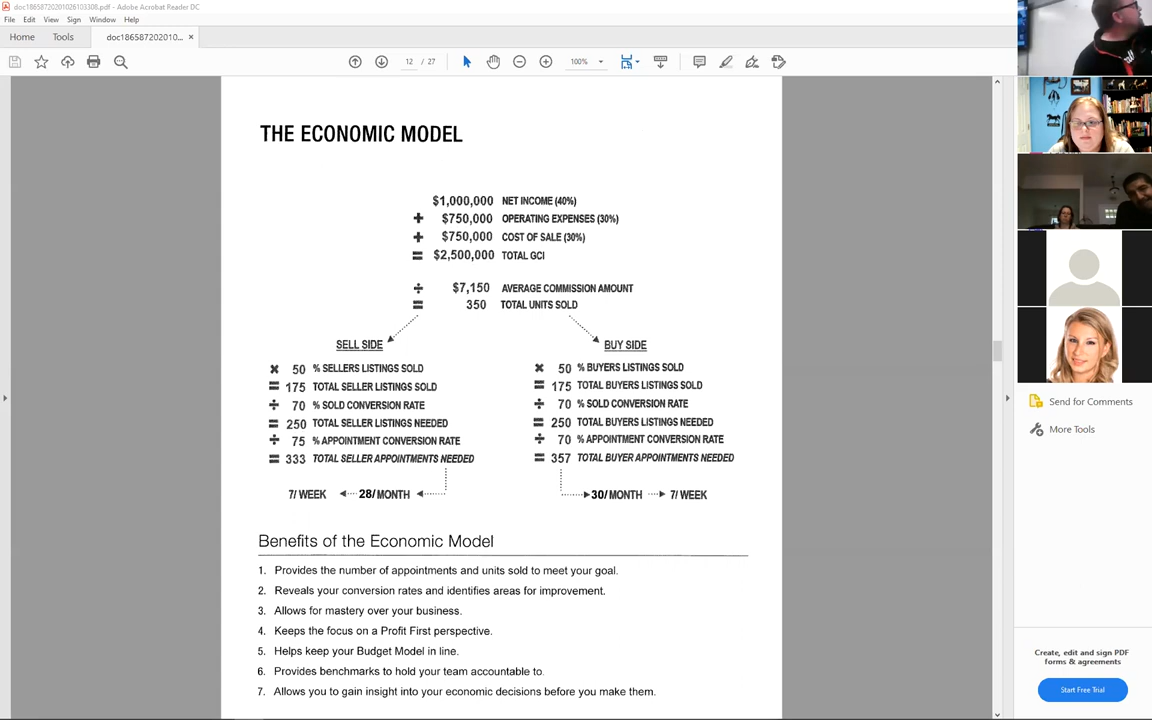 doc18658720201026103308.pdf - Adobe Acrobat Reader DC
File Edit View Sign Window Help
Home Tools doc186587202010... ×
12 / 27 100%
THE ECONOMIC MODEL
$1,000,000 NET INCOME (40%)
+ $750,000 OPERATING EXPENSES (30%)
+ $750,000 COST OF SALE (30%)
= $2,500,000 TOTAL GCI
÷ $7,150 AVERAGE COMMISSION AMOUNT
= 350 TOTAL UNITS SOLD
SELL SIDE
× 50 % SELLERS LISTINGS SOLD
= 175 TOTAL SELLER LISTINGS SOLD
÷ 70 % SOLD CONVERSION RATE
= 250 TOTAL SELLER LISTINGS NEEDED
÷ 75 % APPOINTMENT CONVERSION RATE
= 333 TOTAL SELLER APPOINTMENTS NEEDED
7/ WEEK 28/ MONTH
BUY SIDE
× 50 % BUYERS LISTINGS SOLD
= 175 TOTAL BUYERS LISTINGS SOLD
÷ 70 % SOLD CONVERSION RATE
= 250 TOTAL BUYERS LISTINGS NEEDED
÷ 70 % APPOINTMENT CONVERSION RATE
= 357 TOTAL BUYER APPOINTMENTS NEEDED
30/ MONTH 7/ WEEK
Benefits of the Economic Model
1. Provides the number of appointments and units sold to meet your goal.
2. Reveals your conversion rates and identifies areas for improvement.
3. Allows for mastery over your business.
4. Keeps the focus on a Profit First perspective.
5. Helps keep your Budget Model in line.
6. Provides benchmarks to hold your team accountable to.
7. Allows you to gain insight into your economic decisions before you make them.
Send for Comments
More Tools
Create, edit and sign PDF
forms & agreements
Start Free Trial